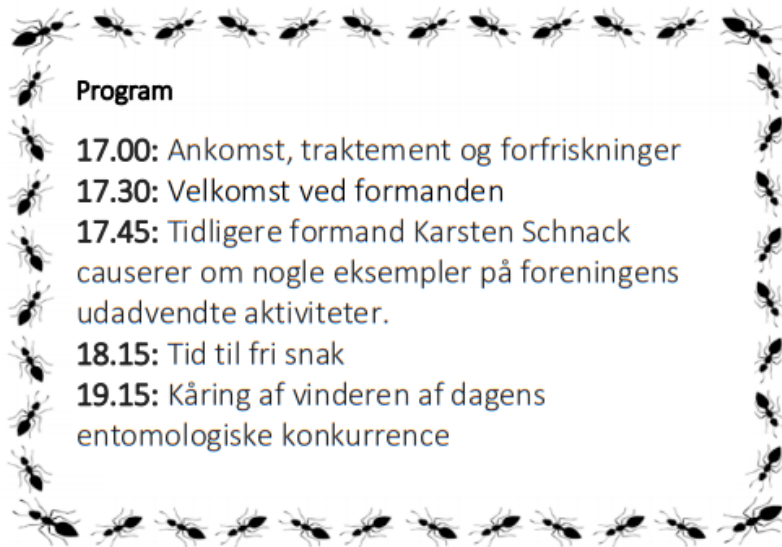 Program
17.00: Ankomst, traktement og forfriskninger
17.30: Velkomst ved formanden
17.45: Tidligere formand Karsten Schnack
causerer om nogle eksempler på foreningens
udadvendte aktiviteter.
18.15: Tid til fri snak
19.15: Kåring af vinderen af dagens
entomologiske konkurrence